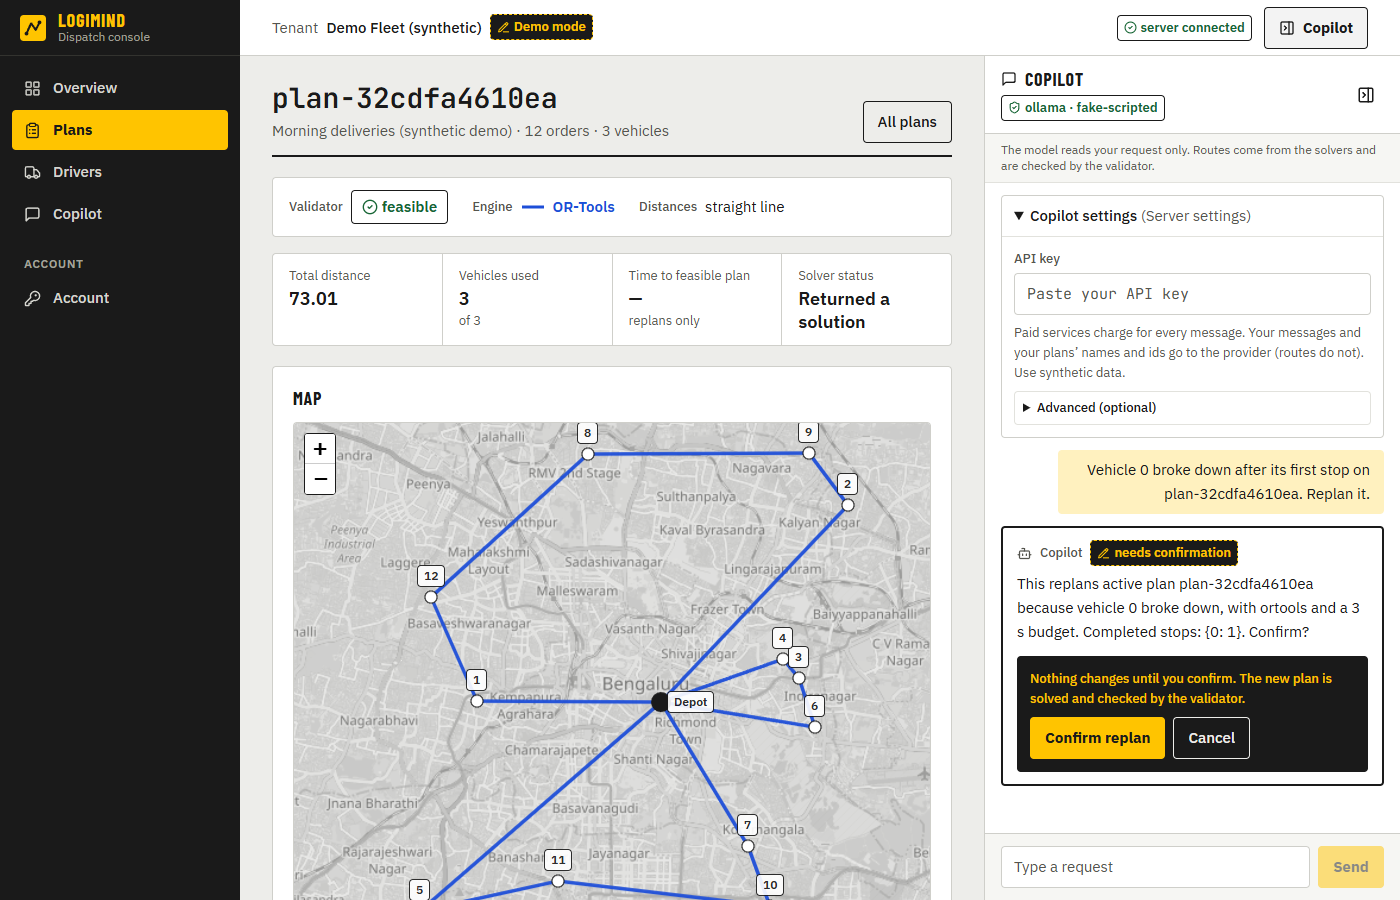 LOGIMIND
Dispatch console
Overview
Plans
Drivers
Copilot
ACCOUNT
Account
Tenant Demo Fleet (synthetic) Demo mode
server connected
Copilot
plan-32cdfa4610ea
Morning deliveries (synthetic demo) · 12 orders · 3 vehicles
All plans
Validator feasible Engine OR-Tools Distances straight line
Total distance
73.01
Vehicles used
3
of 3
Time to feasible plan
—
replans only
Solver status
Returned a
solution
MAP
+
−
8
9
2
12
4
3
1
6
Depot
7
11
5
10
Jalahalli
RMV 2nd Stage
Nagavara
Peenya
Sulthanpalya
Yeswanthpur
Kaval Byrasandra
Kalyan Nagar
Peenya
Industrial
Area
Mahalakshmi
Layout
Laggere
Sadashivanagar
Lingarajapuram
Malleswaram
Frazer Town
Baiyyappanahalli
Basaveshwaranagar
Vasanth Nagar
Shivajinagar
C V Rama
Nagar
Bengaluru
Indiranagar
Kempapura
Agrahara
Nagarabhavi
Richmond
Town
Chamarajapete
Shanti Nagar
Jnana Bharathi
Basavanagudi
Koramangala
Rajarajeshwari
Nagar
Banashan
Jayanagar
COPILOT
ollama · fake-scripted
The model reads your request only. Routes come from the solvers and
are checked by the validator.
▼ Copilot settings (Server settings)
API key
Paste your API key
Paid services charge for every message. Your messages and
your plans’ names and ids go to the provider (routes do not).
Use synthetic data.
▶ Advanced (optional)
Vehicle 0 broke down after its first stop on
plan-32cdfa4610ea. Replan it.
Copilot needs confirmation
This replans active plan plan-32cdfa4610ea
because vehicle 0 broke down, with ortools and a 3
s budget. Completed stops: {0: 1}. Confirm?
Nothing changes until you confirm. The new plan is
solved and checked by the validator.
Confirm replan
Cancel
Type a request
Send